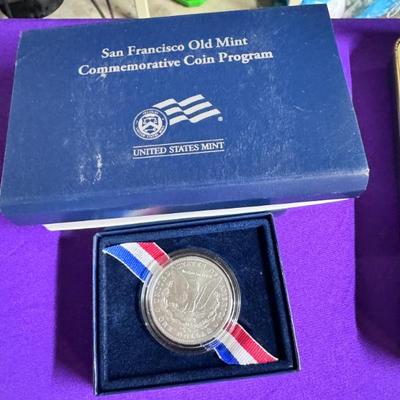 San Francisco Old Mint
Commemorative Coin Program
UNITED STATES MINT